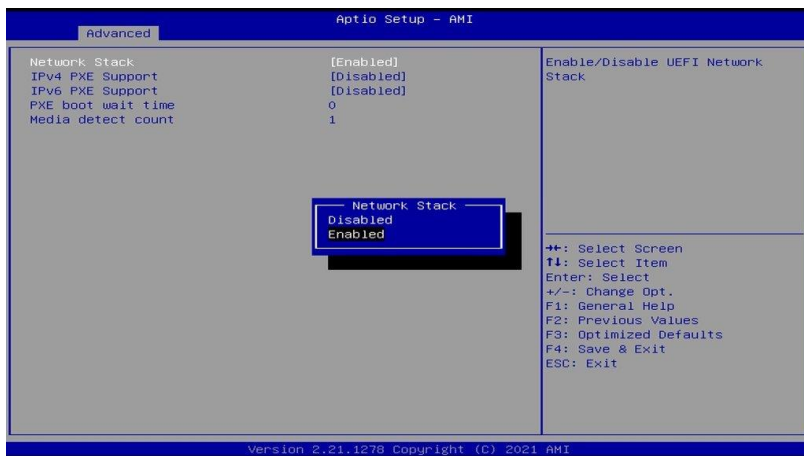 Aptio Setup – AMI
Advanced
Network Stack [Enabled]
IPv4 PXE Support [Disabled]
IPv6 PXE Support [Disabled]
PXE boot wait time 0
Media detect count 1
Enable/Disable UEFI Network
Stack
Network Stack
Disabled
Enabled
→←: Select Screen
↑↓: Select Item
Enter: Select
+/-: Change Opt.
F1: General Help
F2: Previous Values
F3: Optimized Defaults
F4: Save & Exit
ESC: Exit
Version 2.21.1278 Copyright (C) 2021 AMI